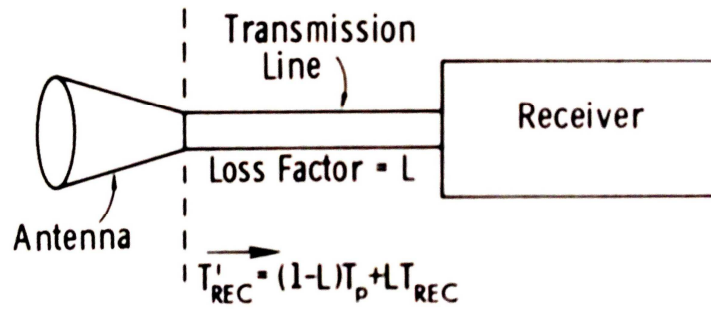 Transmission
Line
Receiver
Loss Factor = L
Antenna
T'REC = (1-L)Tp+LTREC